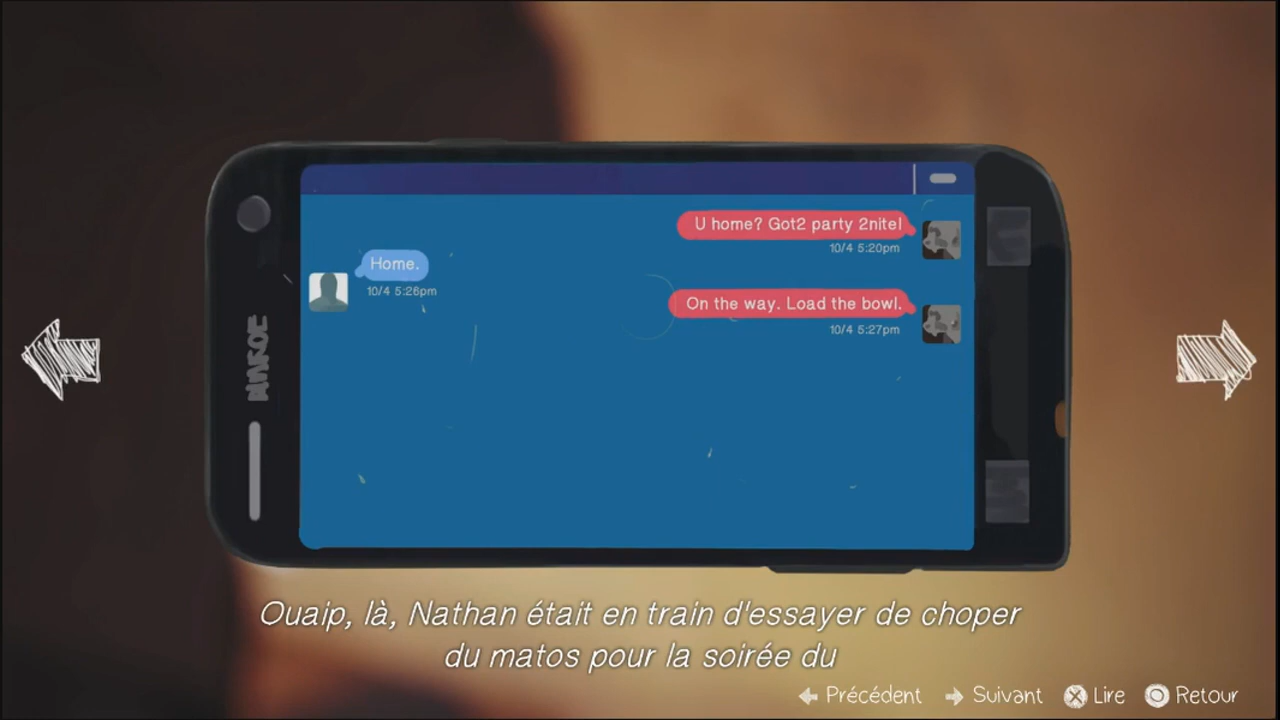 U home? Got2 party 2nite!
10/4 5:20pm
Home.
10/4 5:26pm
On the way. Load the bowl.
10/4 5:27pm
Ouaip, là, Nathan était en train d'essayer de choper
du matos pour la soirée du
Précédent Suivant Lire Retour